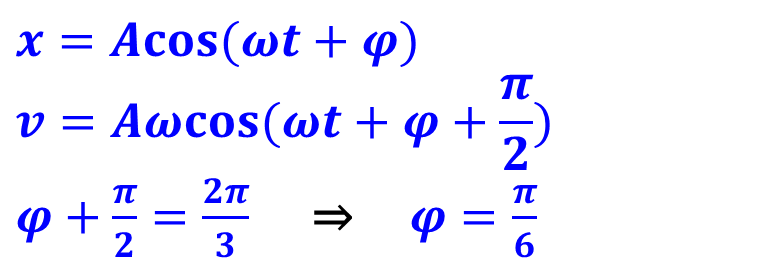 x = Acos(ωt + φ)
v = Aωcos(ωt + φ + π/2)
φ + π/2 = 2π/3 ⇒ φ = π/6